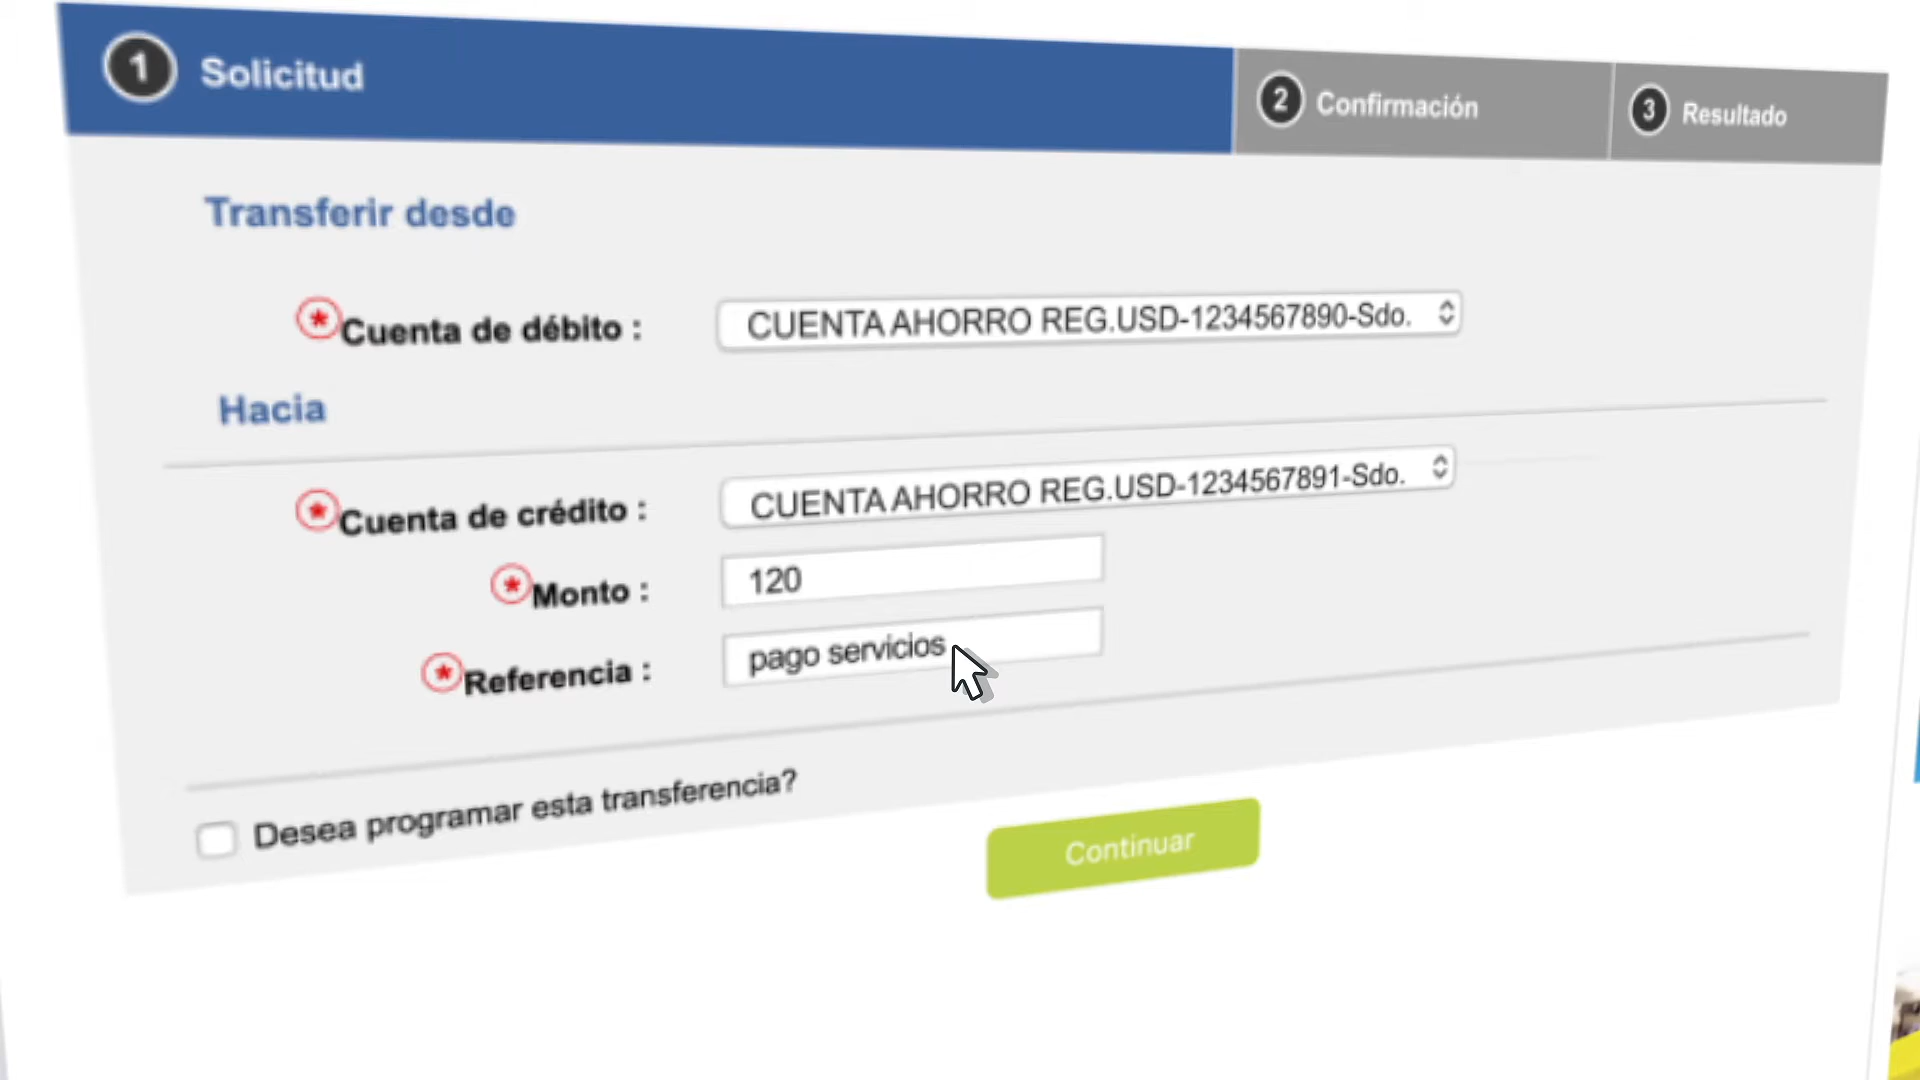 1 Solicitud
2 Confirmación
3 Resultado
Transferir desde
*Cuenta de débito : CUENTA AHORRO REG.USD-1234567890-Sdo.
Hacia
*Cuenta de crédito : CUENTA AHORRO REG.USD-1234567891-Sdo.
*Monto : 120
*Referencia : pago servicios
Desea programar esta transferencia?
Continuar